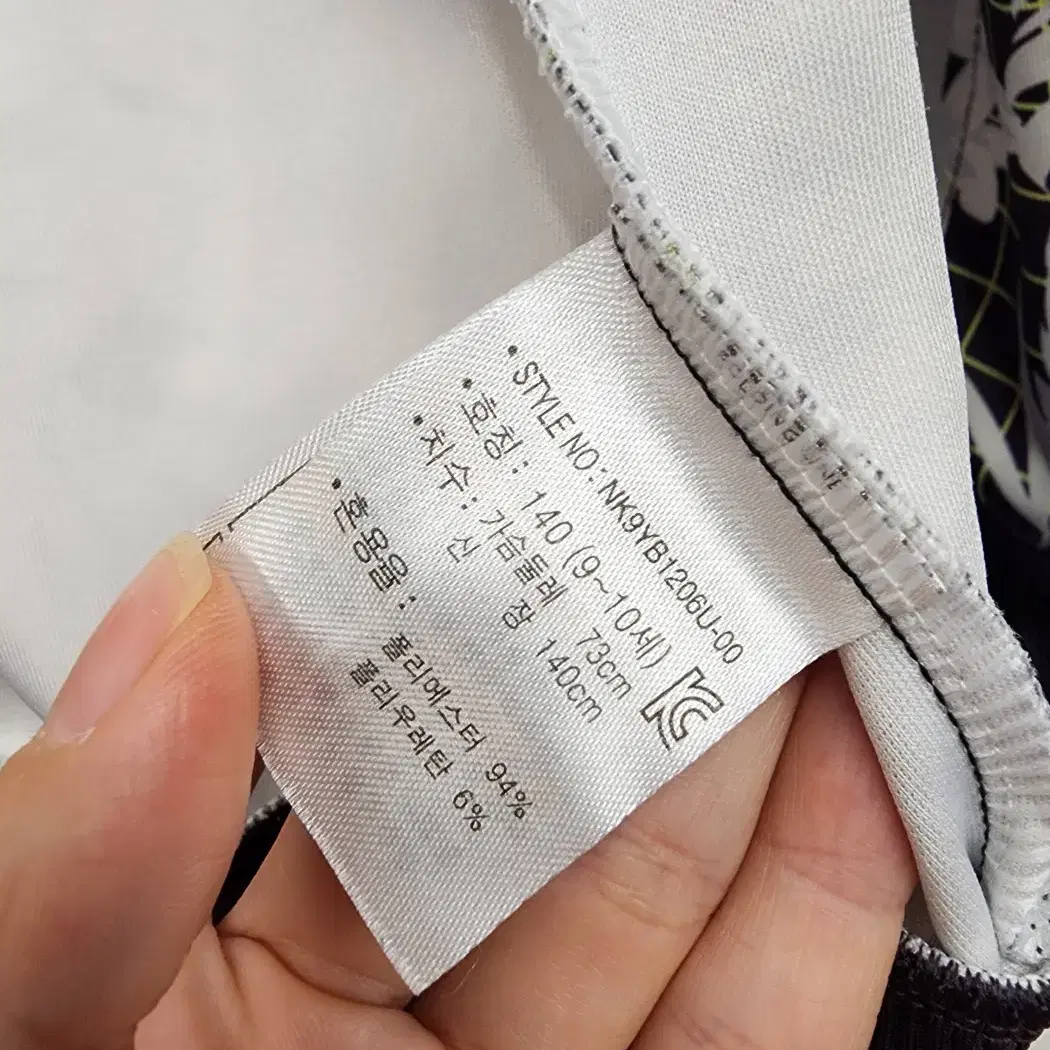 • STYLE NO : NK9YB1206U-00
• 호칭 : 140 (9~10세)
• 치수 : 가슴둘레 73cm
신 장 140cm
• 혼용율 : 폴리에스터 94%
폴리우레탄 6%